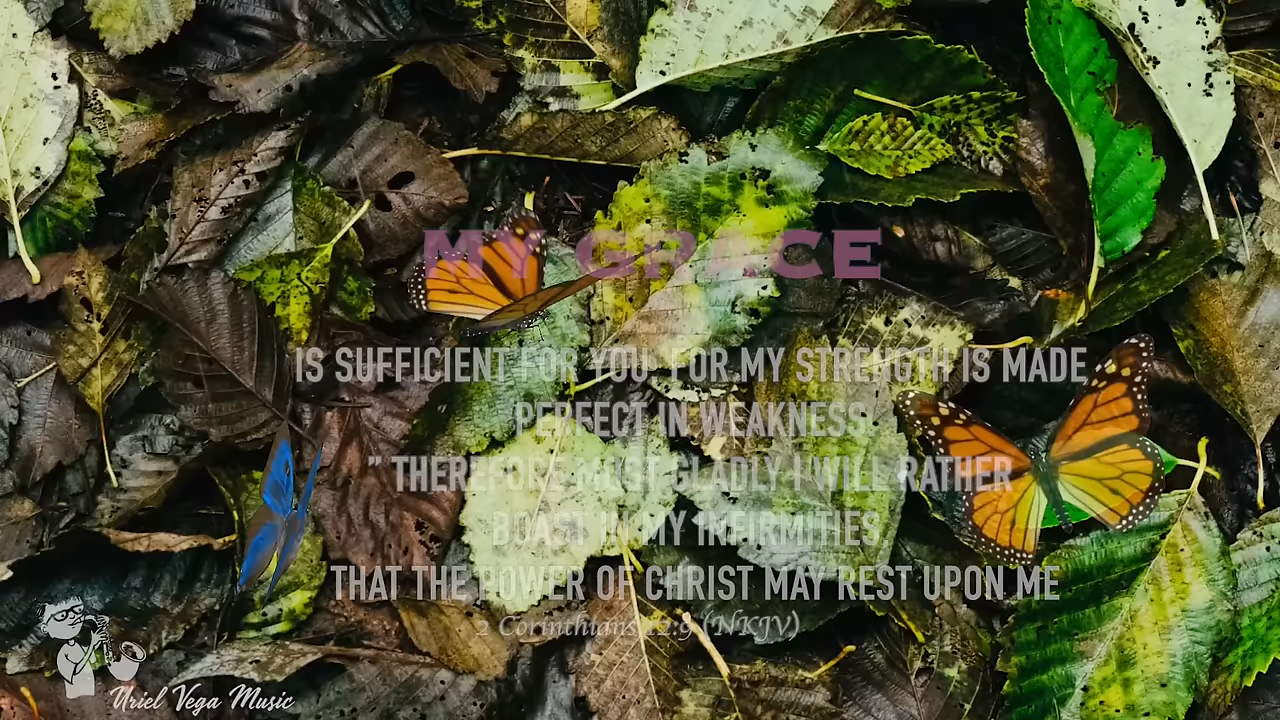 MY GRACE
IS SUFFICIENT FOR YOU, FOR MY STRENGTH IS MADE
PERFECT IN WEAKNESS.
" THEREFORE MOST GLADLY I WILL RATHER
BOAST IN MY INFIRMITIES,
THAT THE POWER OF CHRIST MAY REST UPON ME
2 Corinthians 12:9 (NKJV)
Uriel Vega Music